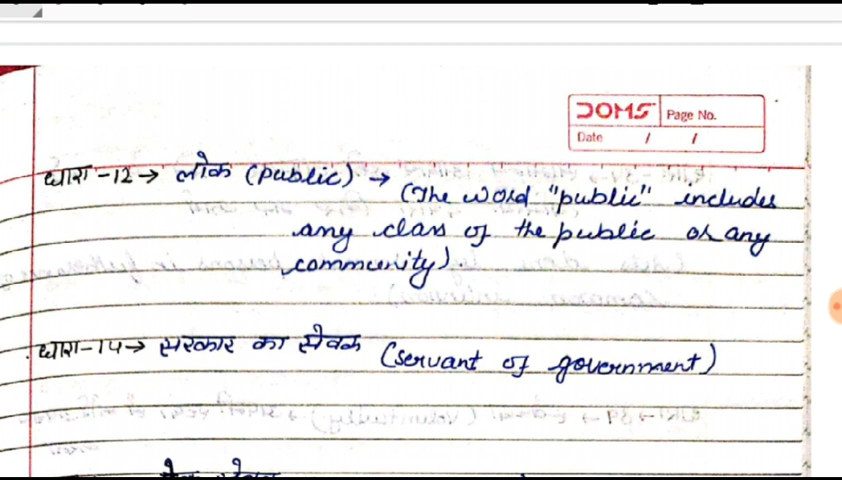 DOMS Page No.
Date / /
धारा-12→ लोक (Public) →
(The word "public" includes
any class of the public or any
community).
धारा-14→ सरकार का सेवक (servant of government)